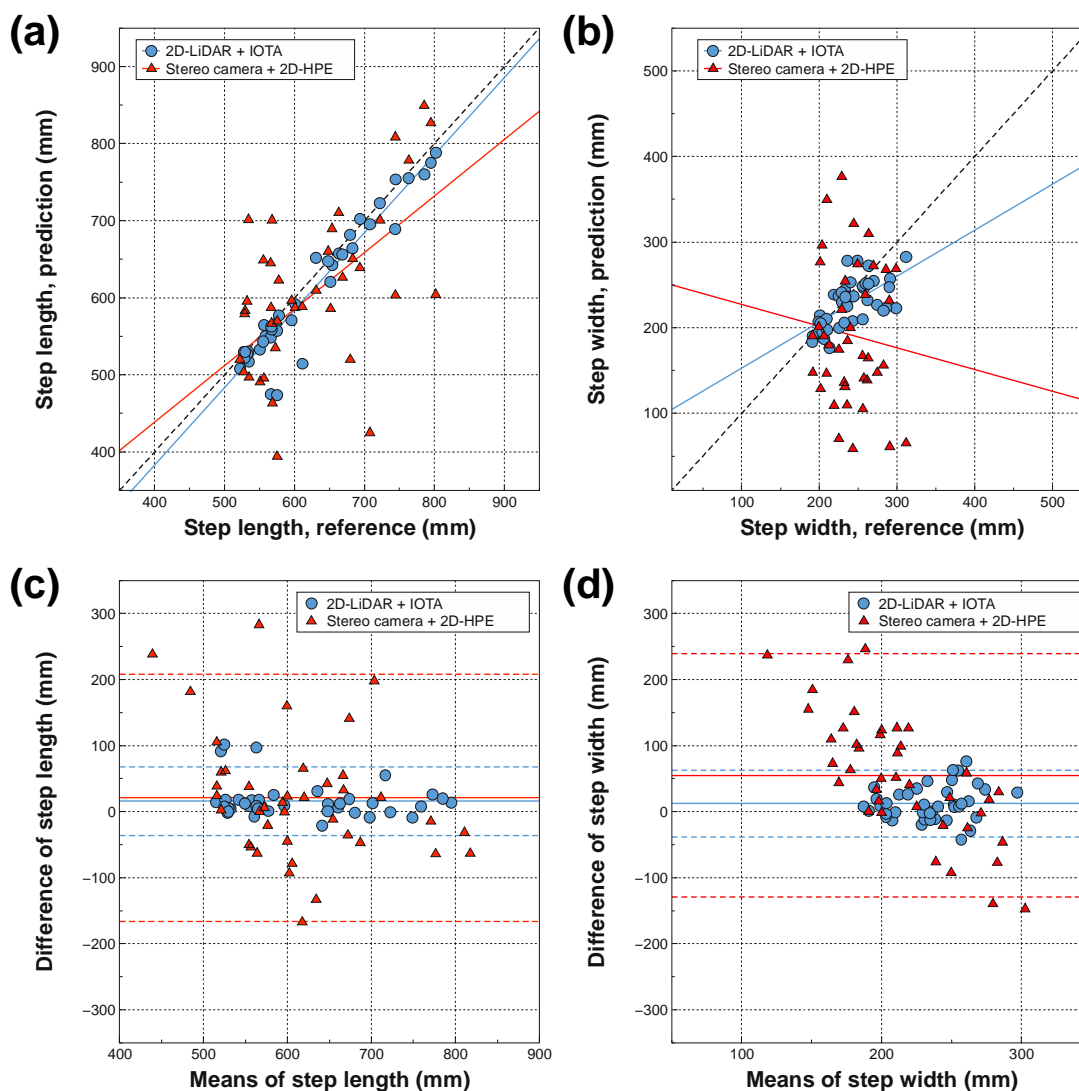 (a)
2D-LiDAR + IOTA
Stereo camera + 2D-HPE
900
800
700
600
500
400
400 500 600 700 800 900
Step length, prediction (mm)
Step length, reference (mm)
(b)
2D-LiDAR + IOTA
Stereo camera + 2D-HPE
500
400
300
200
100
100 200 300 400 500
Step width, prediction (mm)
Step width, reference (mm)
(c)
2D-LiDAR + IOTA
Stereo camera + 2D-HPE
300
200
100
0
−100
−200
−300
400 500 600 700 800 900
Difference of step length (mm)
Means of step length (mm)
(d)
2D-LiDAR + IOTA
Stereo camera + 2D-HPE
300
200
100
0
−100
−200
−300
100 200 300
Difference of step width (mm)
Means of step width (mm)